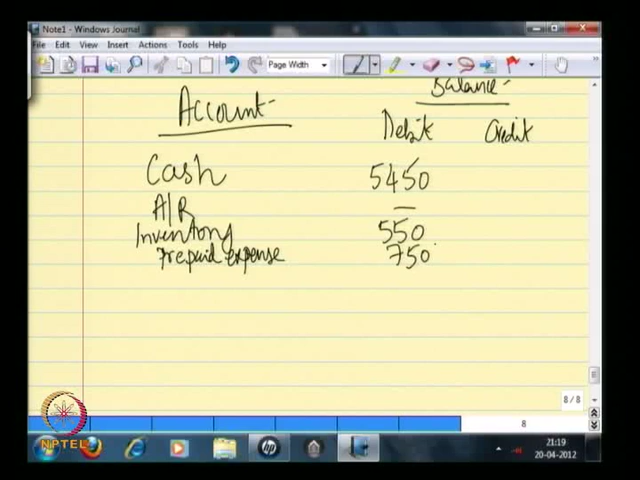 Note1 - Windows Journal
File Edit View Insert Actions Tools Help
Page Width
Balance
Account
Debit Credit
Cash 5450
A/R —
Inventory 550
Prepaid expense 750
8 / 8
8
NPTEL
hp
21:19
20-04-2012